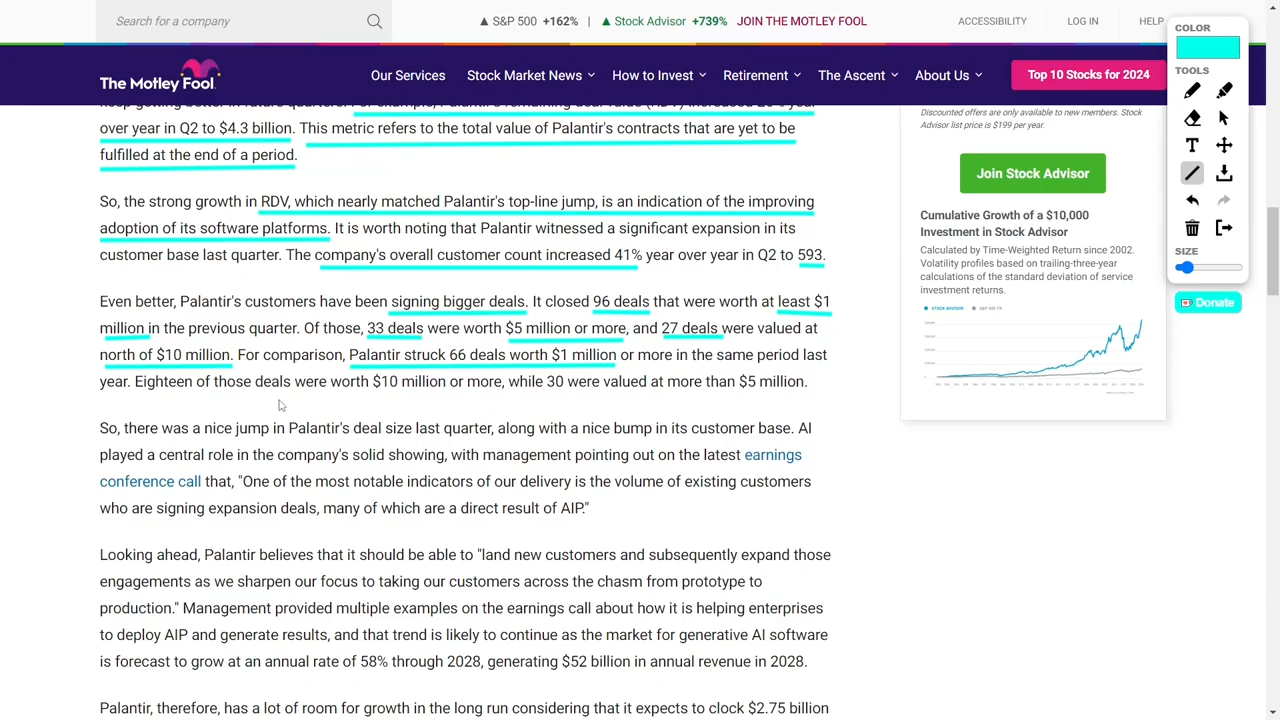 Search for a company
▲ S&P 500 +162% | ▲ Stock Advisor +739% JOIN THE MOTLEY FOOL
ACCESSIBILITY LOG IN HELP
The Motley Fool
Our Services Stock Market News How to Invest Retirement The Ascent About Us Top 10 Stocks for 2024
COLOR
TOOLS
T
SIZE
Donate
over year in Q2 to $4.3 billion. This metric refers to the total value of Palantir's contracts that are yet to be
fulfilled at the end of a period.
So, the strong growth in RDV, which nearly matched Palantir's top-line jump, is an indication of the improving
adoption of its software platforms. It is worth noting that Palantir witnessed a significant expansion in its
customer base last quarter. The company's overall customer count increased 41% year over year in Q2 to 593.
Even better, Palantir's customers have been signing bigger deals. It closed 96 deals that were worth at least $1
million in the previous quarter. Of those, 33 deals were worth $5 million or more, and 27 deals were valued at
north of $10 million. For comparison, Palantir struck 66 deals worth $1 million or more in the same period last
year. Eighteen of those deals were worth $10 million or more, while 30 were valued at more than $5 million.
So, there was a nice jump in Palantir's deal size last quarter, along with a nice bump in its customer base. AI
played a central role in the company's solid showing, with management pointing out on the latest earnings
conference call that, "One of the most notable indicators of our delivery is the volume of existing customers
who are signing expansion deals, many of which are a direct result of AIP."
Looking ahead, Palantir believes that it should be able to "land new customers and subsequently expand those
engagements as we sharpen our focus to taking our customers across the chasm from prototype to
production." Management provided multiple examples on the earnings call about how it is helping enterprises
to deploy AIP and generate results, and that trend is likely to continue as the market for generative AI software
is forecast to grow at an annual rate of 58% through 2028, generating $52 billion in annual revenue in 2028.
Palantir, therefore, has a lot of room for growth in the long run considering that it expects to clock $2.75 billion
Discounted offers are only available to new members. Stock
Advisor list price is $199 per year.
Join Stock Advisor
Cumulative Growth of a $10,000
Investment in Stock Advisor
Calculated by Time-Weighted Return since 2002.
Volatility profiles based on trailing-three-year
calculations of the standard deviation of service
investment returns.
STOCK ADVISOR